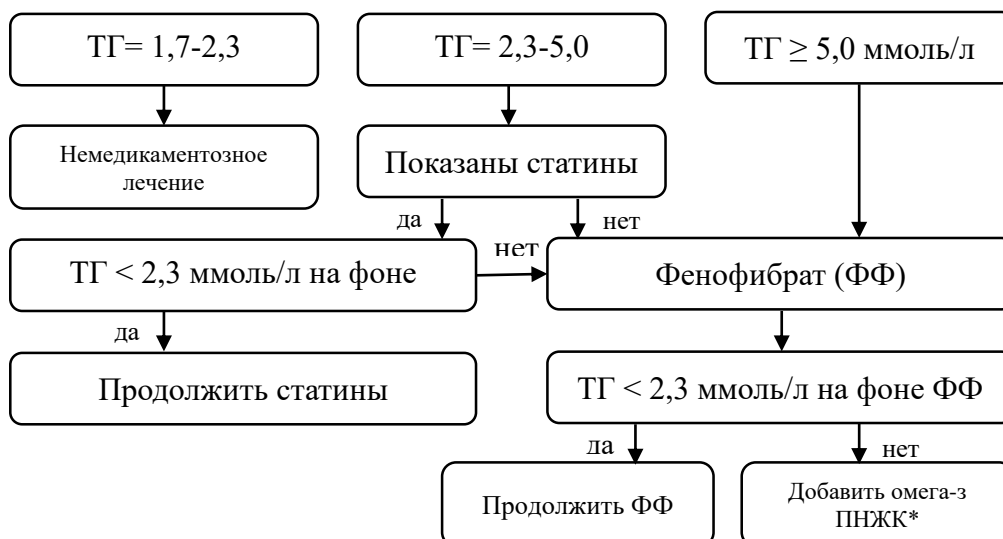 ТГ= 1,7-2,3
ТГ= 2,3-5,0
ТГ ≥ 5,0 ммоль/л
Немедикаментозное
лечение
Показаны статины
да
нет
ТГ < 2,3 ммоль/л на фоне
нет
Фенофибрат (ФФ)
да
Продолжить статины
ТГ < 2,3 ммоль/л на фоне ФФ
да
нет
Продолжить ФФ
Добавить омега-з
ПНЖК*